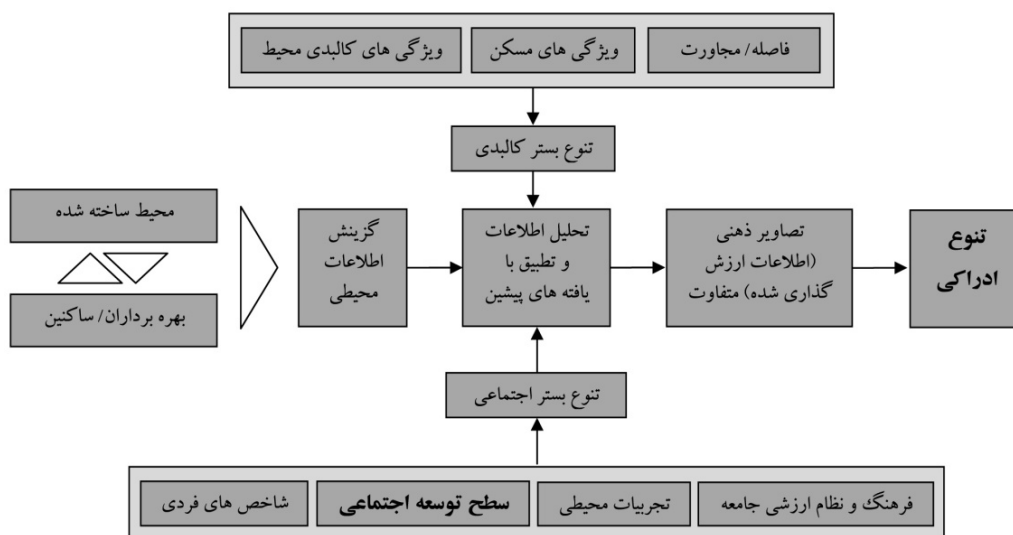 فاصله/ مجاورت
ویژگی های مسکن
ویژگی های کالبدی محیط
تنوع بستر کالبدی
محیط ساخته شده
بهره برداران/ ساکنین
گزینش
اطلاعات
محیطی
تحلیل اطلاعات
و تطبیق با
یافته های پیشین
تصاویر ذهنی
(اطلاعات ارزش
گذاری شده) متفاوت
تنوع
ادراکی
تنوع بستر اجتماعی
فرهنگ و نظام ارزشی جامعه
تجربیات محیطی
سطح توسعه اجتماعی
شاخص های فردی